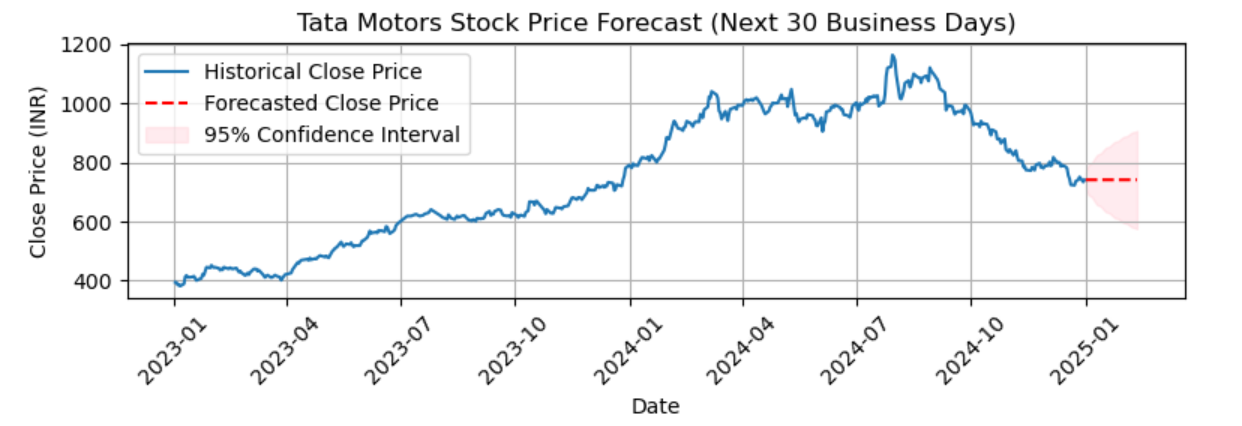 Tata Motors Stock Price Forecast (Next 30 Business Days)
1200
1000
800
600
400
Close Price (INR)
Historical Close Price
Forecasted Close Price
95% Confidence Interval
2023-01
2023-04
2023-07
2023-10
2024-01
2024-04
2024-07
2024-10
2025-01
Date